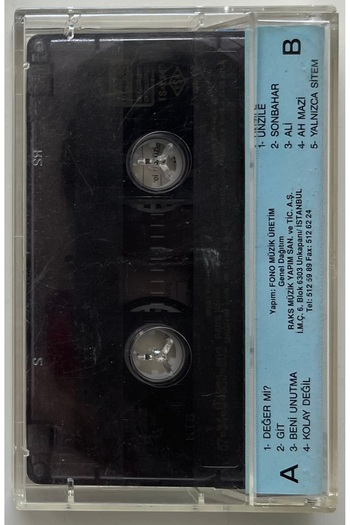 A
1- DEĞER Mİ?
2- GİT
3- BENİ UNUTMA
4- KOLAY DEĞİL
Yapım: FONO MÜZİK ÜRETİM
Genel Dağıtım
RAKS MÜZİK YAPIM SAN. ve TİC. A.Ş.
İ.M.Ç. 6. Blok 6303 Unkapanı/İSTANBUL
Tel: 512 59 89 Fax: 512 62 24
B
1- ÜNZİLE
2- SONBAHAR
3- ALİ
4- AH MAZİ
5- YALNIZCA SİTEM